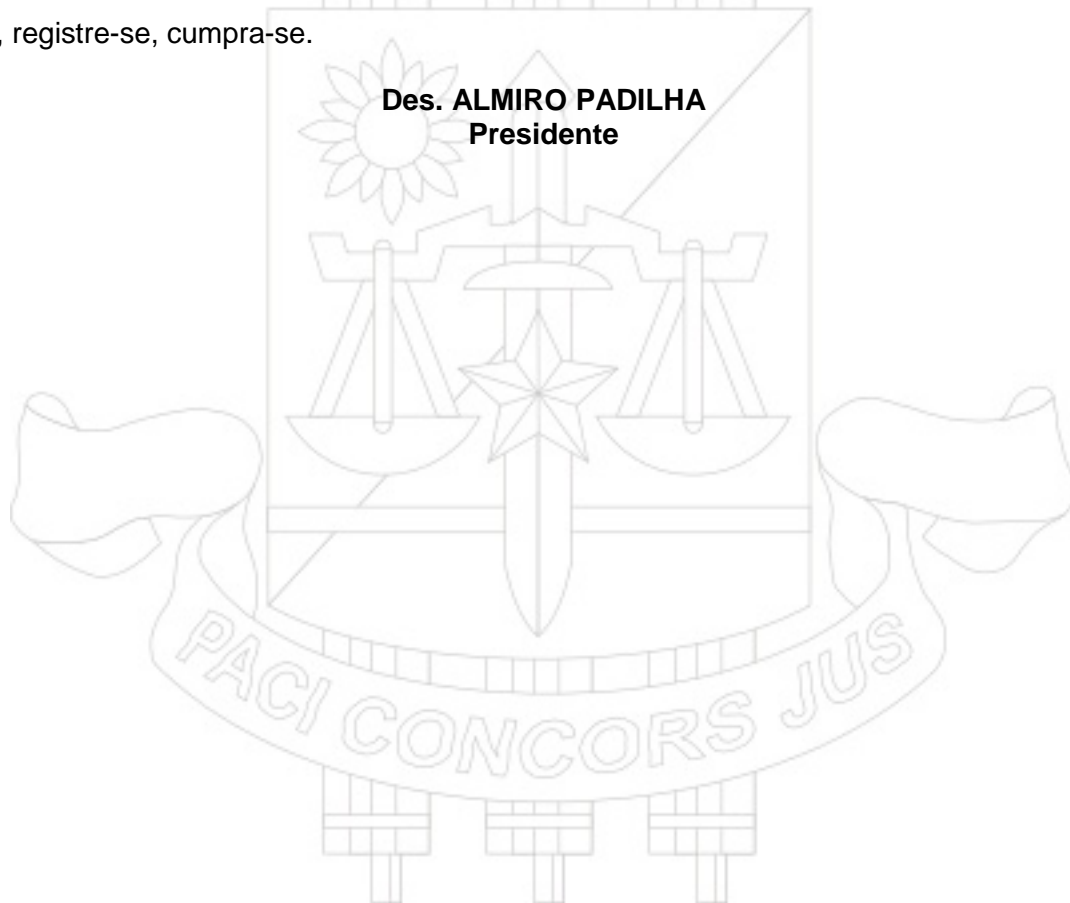 , registre-se, cumpra-se.
Des. ALMIRO PADILHA
Presidente
PACI CONCORS JUS